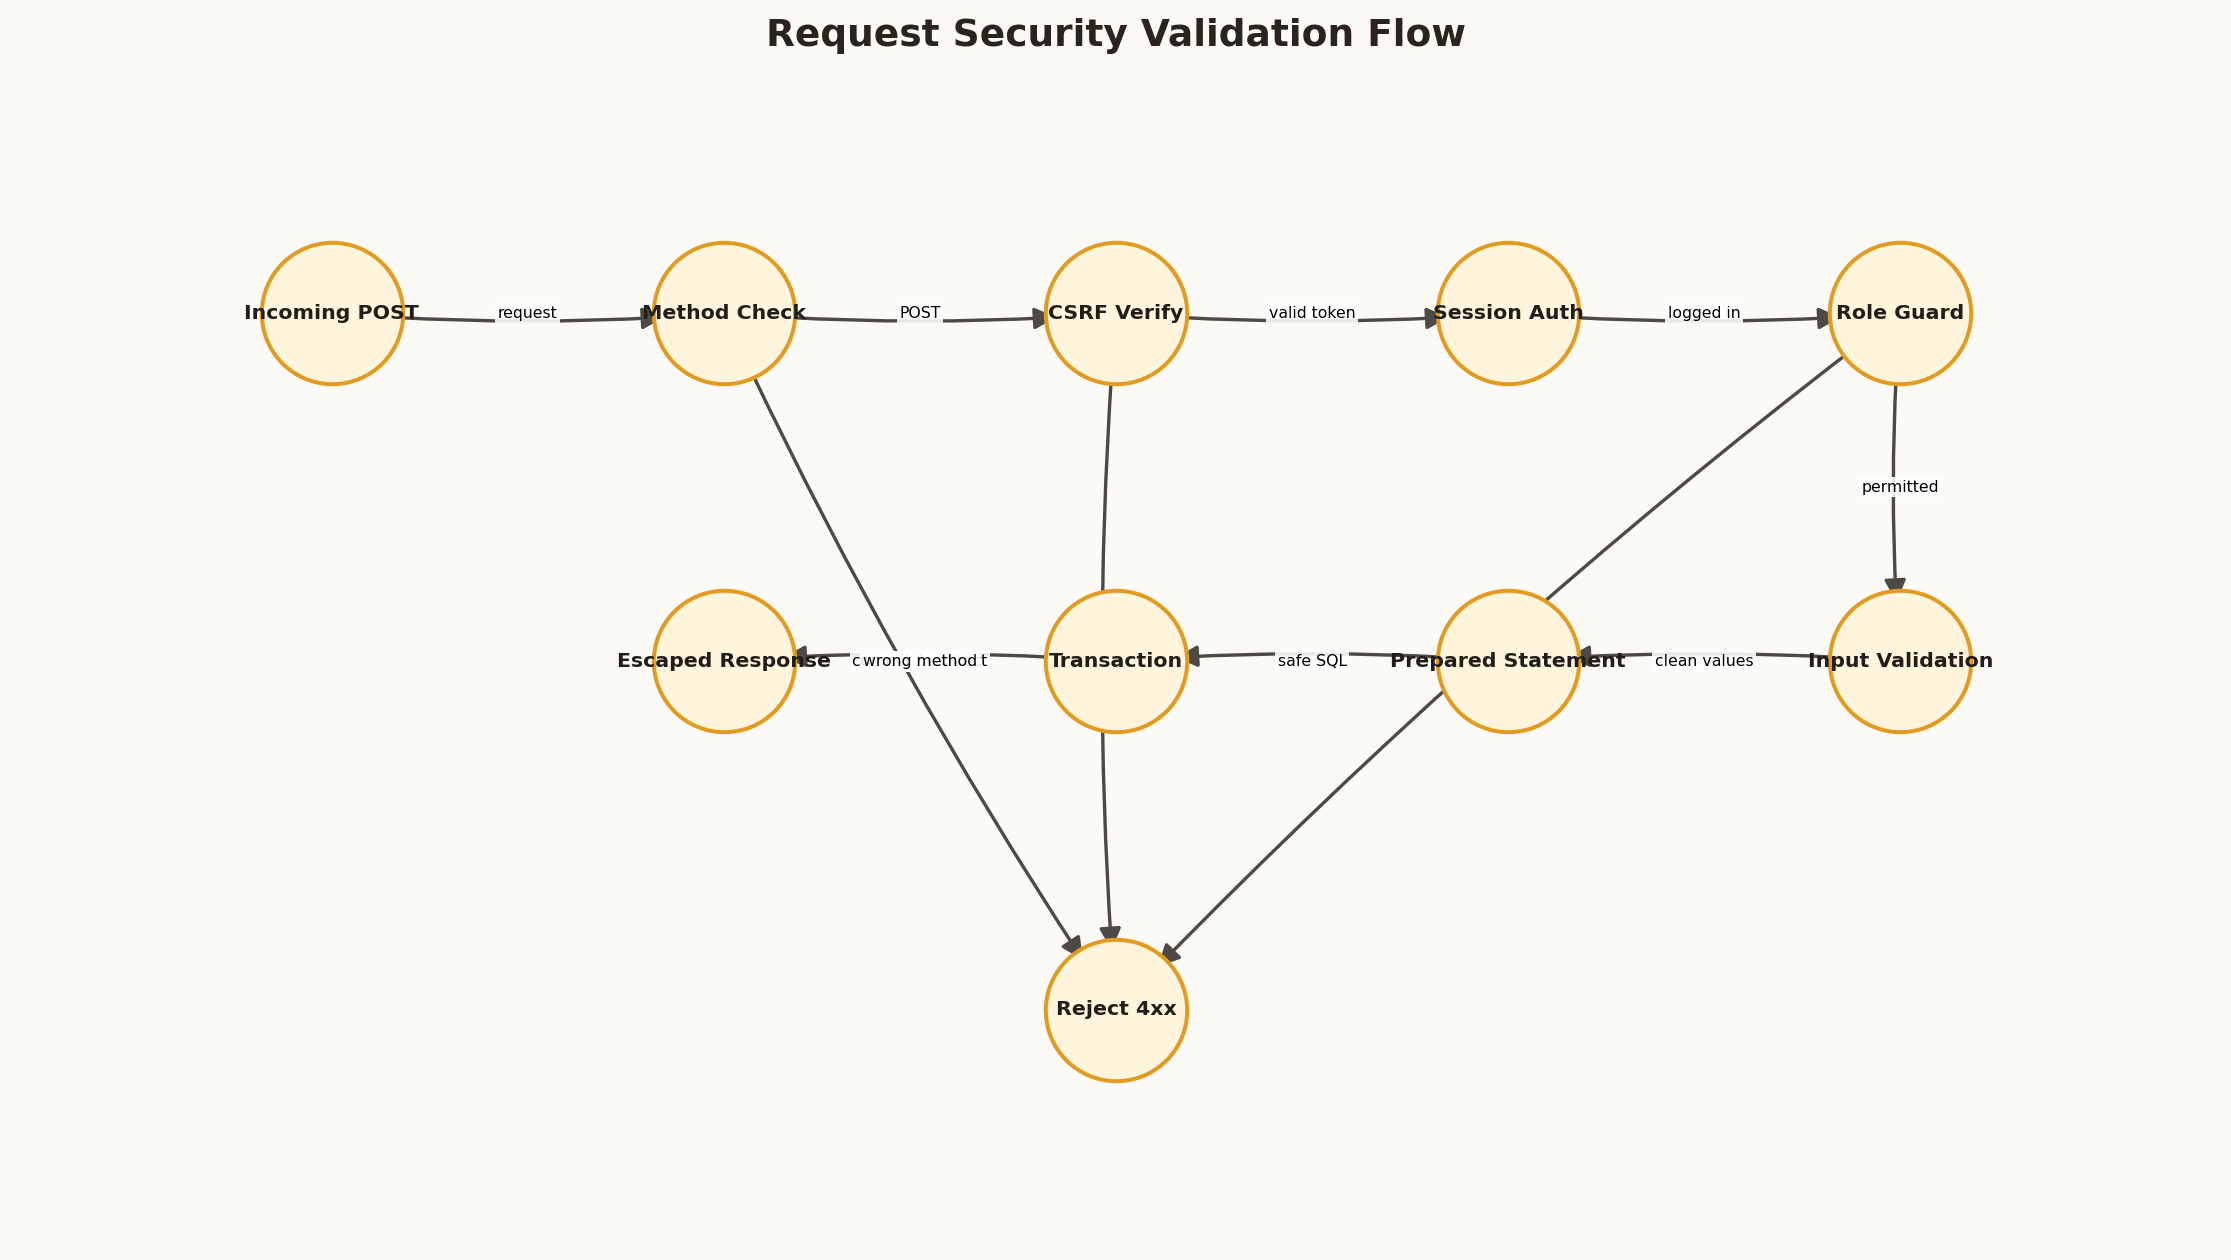 Request Security Validation Flow
Incoming POST
request
Method Check
POST
CSRF Verify
valid token
Session Auth
logged in
Role Guard
permitted
Escaped Response
wrong method
Transaction
safe SQL
Prepared Statement
clean values
Input Validation
Reject 4xx